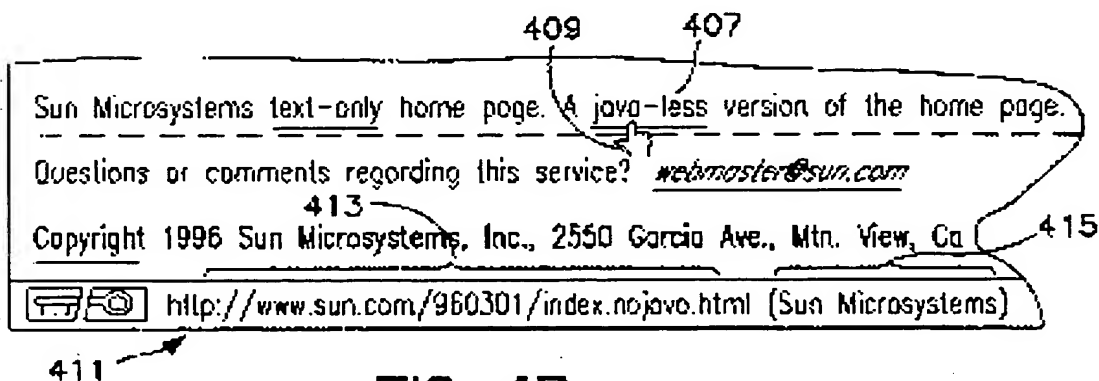 409 407
Sun Microsystems text-only home page. A java-less version of the home page.
Questions or comments regarding this service? webmaster@sun.com
413
Copyright 1996 Sun Microsystems, Inc., 2550 Garcia Ave., Mtn. View, Ca 415
http://www.sun.com/960301/index.nojava.html (Sun Microsystems)
411